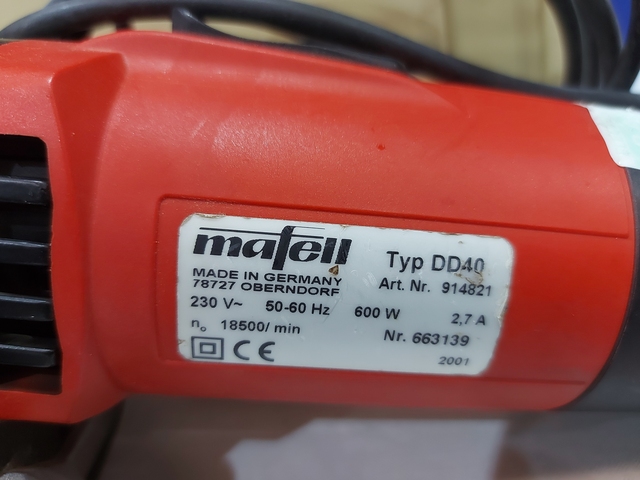 mafell
Typ DD40
MADE IN GERMANY
78727 OBERNDORF
Art. Nr. 914821
230 V~ 50-60 Hz 600 W 2,7 A
n₀ 18500/ min
Nr. 663139
CE
2001